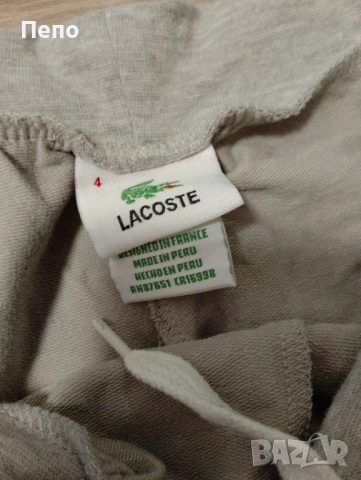 Пепо
4
LACOSTE
DESIGNED IN FRANCE
MADE IN PERU
HECHO EN PERU
RN87651 CA16998
BAZAR